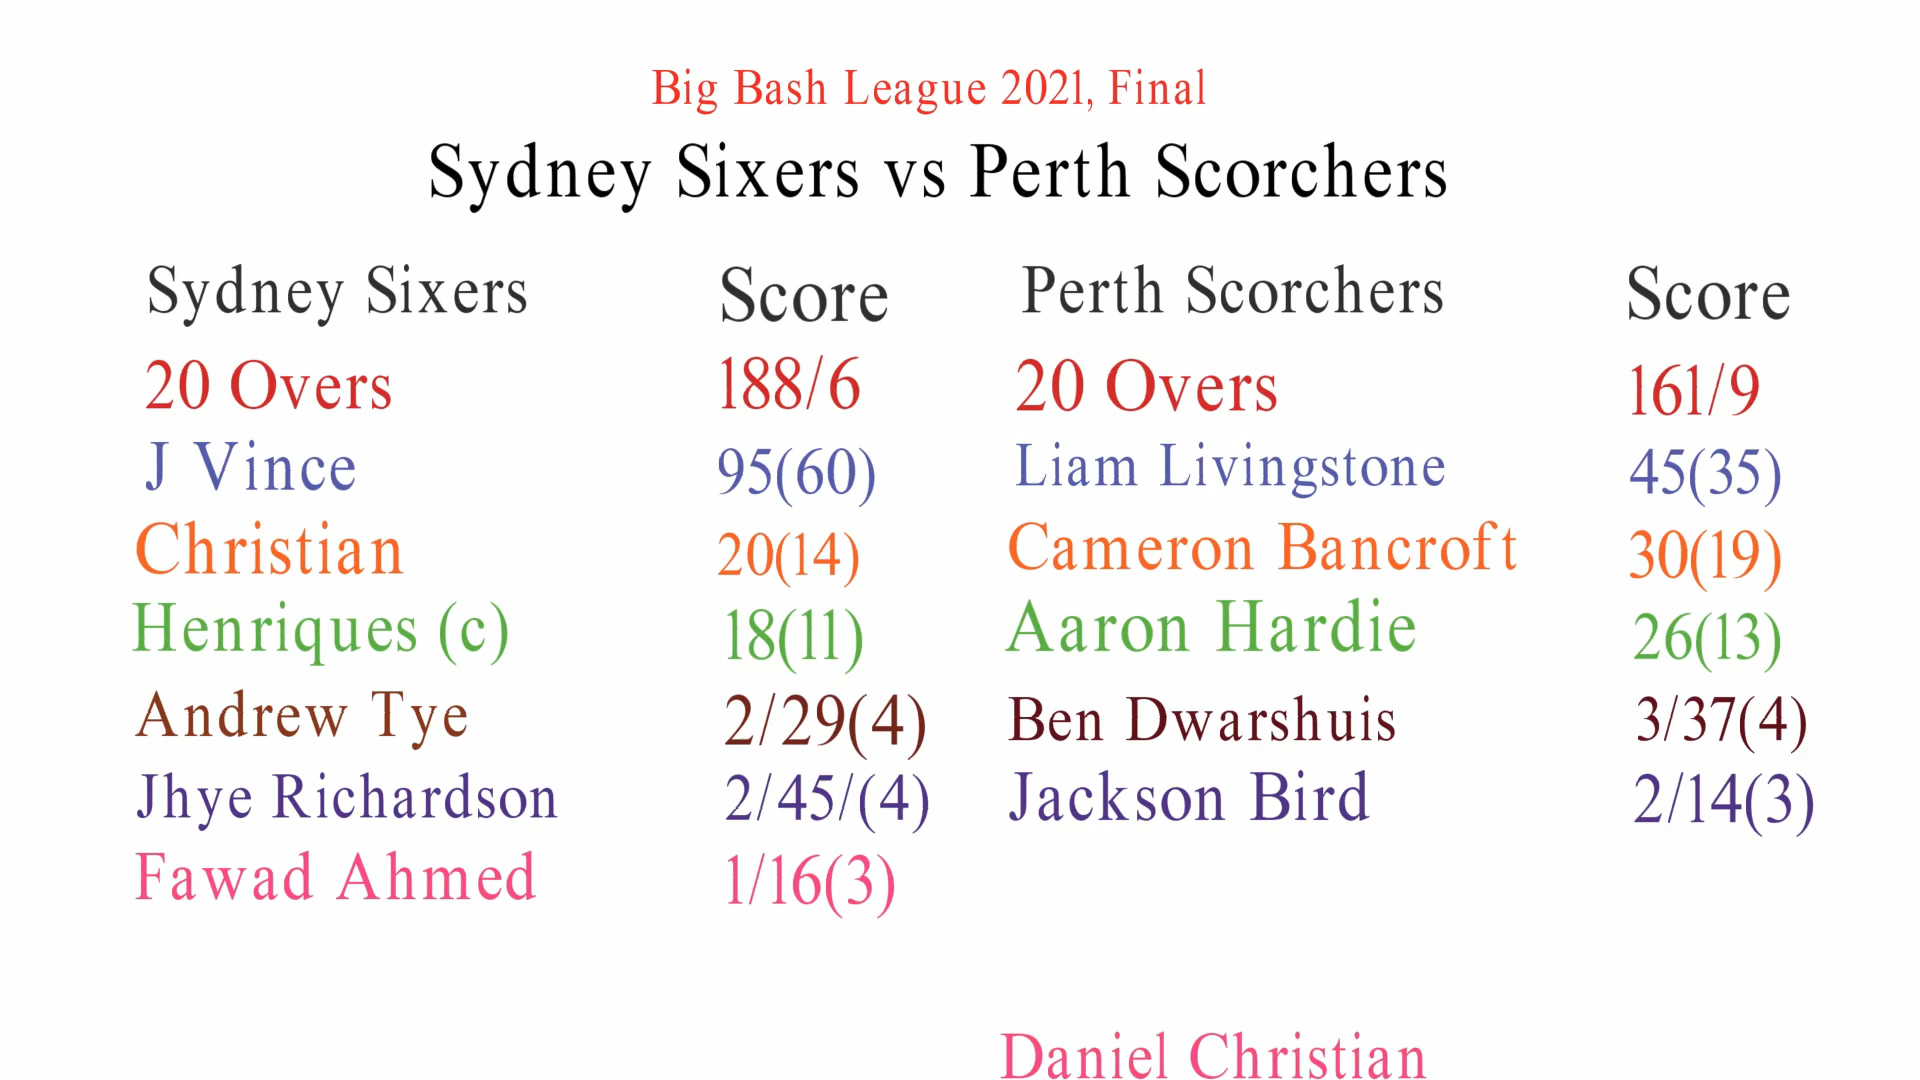 Big Bash League 2021, Final
Sydney Sixers vs Perth Scorchers
Sydney Sixers Score Perth Scorchers Score
20 Overs 188/6 20 Overs 161/9
J Vince 95(60) Liam Livingstone 45(35)
Christian 20(14) Cameron Bancroft 30(19)
Henriques (c) 18(11) Aaron Hardie 26(13)
Andrew Tye 2/29(4) Ben Dwarshuis 3/37(4)
Jhye Richardson 2/45/(4) Jackson Bird 2/14(3)
Fawad Ahmed 1/16(3)
Daniel Christian